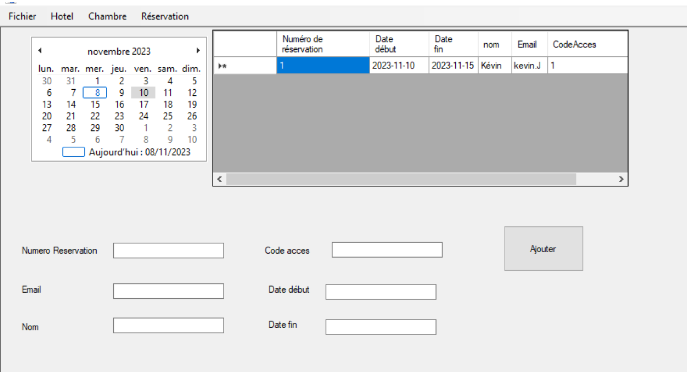 Fichier Hotel Chambre Réservation
novembre 2023
lun. mar. mer. jeu. ven. sam. dim.
30 31 1 2 3 4 5
6 7 8 9 10 11 12
13 14 15 16 17 18 19
20 21 22 23 24 25 26
27 28 29 30 1 2 3
4 5 6 7 8 9 10
Aujourd'hui : 08/11/2023
Numéro de réservation Date début Date fin nom Email CodeAcces
1 2023-11-10 2023-11-15 Kévin kevin.J 1
Numero Reservation Code acces Ajouter
Email Date début
Nom Date fin